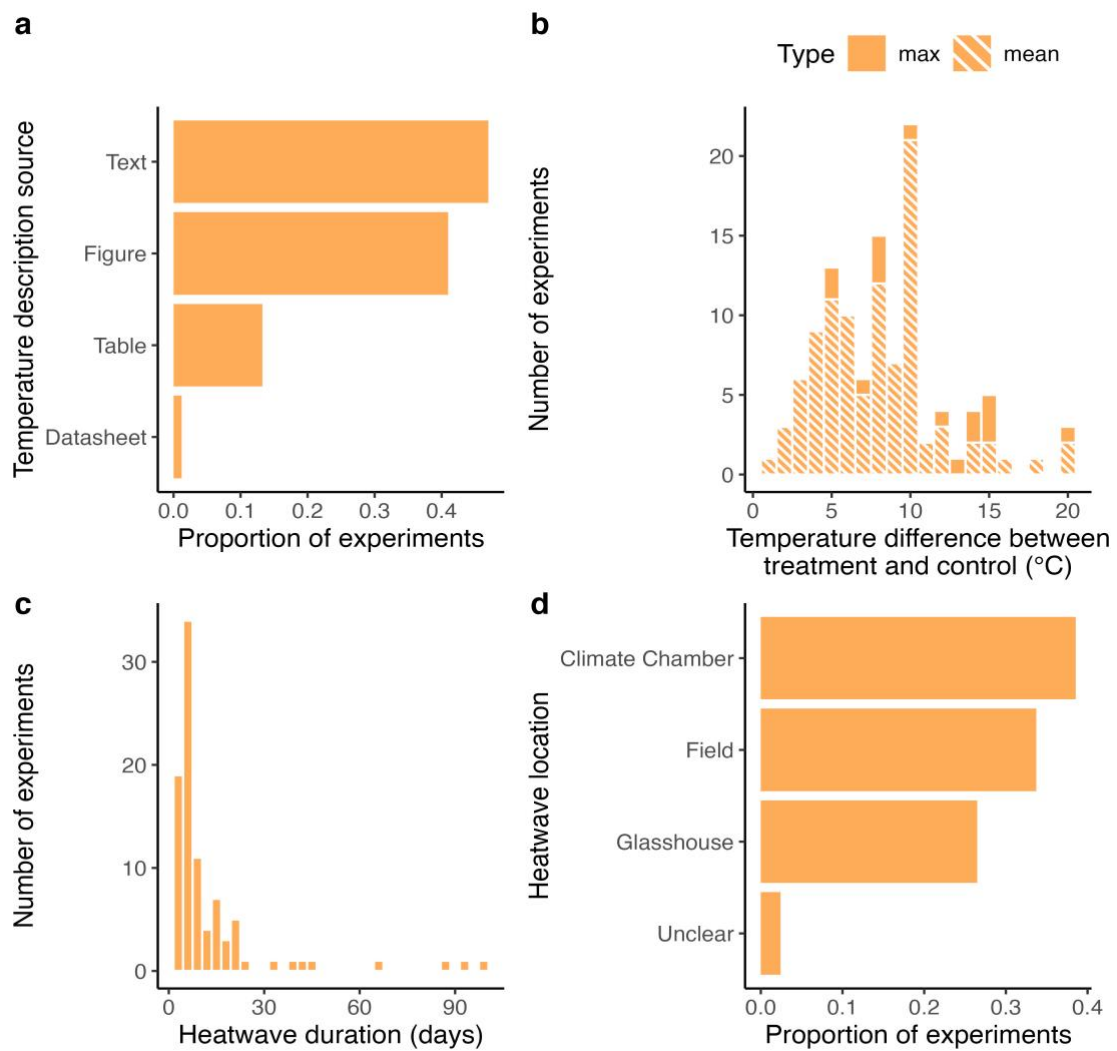 a
Temperature description source
Text
Figure
Table
Datasheet
0.0 0.1 0.2 0.3 0.4
Proportion of experiments
b
Type max mean
Number of experiments
20
15
10
5
0
0 5 10 15 20
Temperature difference between
treatment and control (°C)
c
Number of experiments
30
20
10
0
0 30 60 90
Heatwave duration (days)
d
Heatwave location
Climate Chamber
Field
Glasshouse
Unclear
0.0 0.1 0.2 0.3 0.4
Proportion of experiments